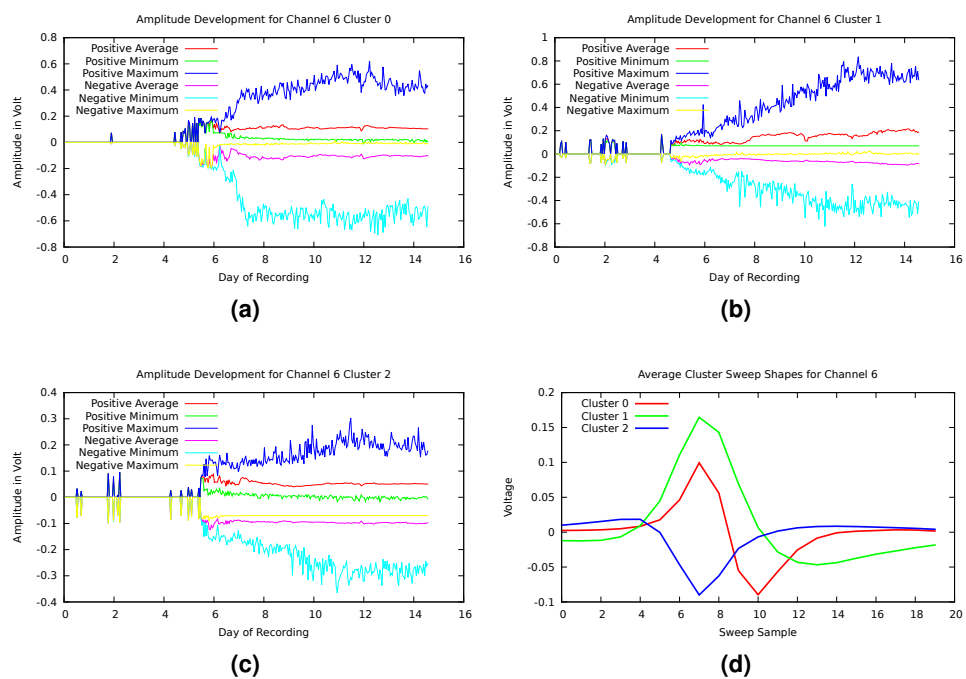 Amplitude Development for Channel 6 Cluster 0
Amplitude in Volt
0.8
0.6
0.4
0.2
0
-0.2
-0.4
-0.6
-0.8
Positive Average
Positive Minimum
Positive Maximum
Negative Average
Negative Minimum
Negative Maximum
0 2 4 6 8 10 12 14 16
Day of Recording
(a)
Amplitude Development for Channel 6 Cluster 1
Amplitude in Volt
1
0.8
0.6
0.4
0.2
0
-0.2
-0.4
-0.6
-0.8
Positive Average
Positive Minimum
Positive Maximum
Negative Average
Negative Minimum
Negative Maximum
0 2 4 6 8 10 12 14 16
Day of Recording
(b)
Amplitude Development for Channel 6 Cluster 2
Amplitude in Volt
0.4
0.3
0.2
0.1
0
-0.1
-0.2
-0.3
-0.4
Positive Average
Positive Minimum
Positive Maximum
Negative Average
Negative Minimum
Negative Maximum
0 2 4 6 8 10 12 14 16
Day of Recording
(c)
Average Cluster Sweep Shapes for Channel 6
Voltage
0.2
0.15
0.1
0.05
0
-0.05
-0.1
Cluster 0
Cluster 1
Cluster 2
0 2 4 6 8 10 12 14 16 18 20
Sweep Sample
(d)